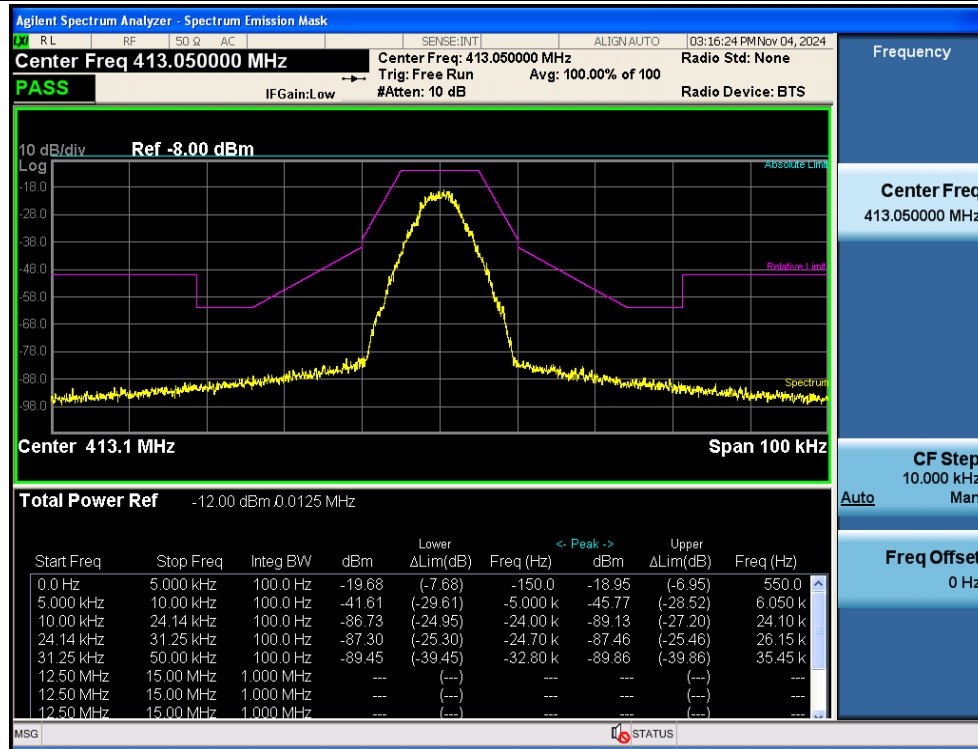 Agilent Spectrum Analyzer - Spectrum Emission Mask
LXI RL RF 50 Ω AC SENSE:INT ALIGN AUTO 03:16:24 PM Nov 04, 2024
Center Freq 413.050000 MHz Center Freq: 413.050000 MHz Radio Std: None
Trig: Free Run Avg: 100.00% of 100
PASS IFGain:Low #Atten: 10 dB Radio Device: BTS
Frequency
10 dB/div Ref -8.00 dBm
Log
Absolute Limit
-18.0
-28.0
-38.0
-48.0
Relative Limit
-58.0
-68.0
-78.0
-88.0
Spectrum
-98.0
Center 413.1 MHz Span 100 kHz
Center Freq
413.050000 MHz
CF Step
10.000 kHz
Auto Man
Freq Offset
0 Hz
Total Power Ref -12.00 dBm / 0.0125 MHz
Lower <- Peak -> Upper
Start Freq Stop Freq Integ BW dBm ΔLim(dB) Freq (Hz) dBm ΔLim(dB) Freq (Hz)
0.0 Hz 5.000 kHz 100.0 Hz -19.68 (-7.68) -150.0 -18.95 (-6.95) 550.0
5.000 kHz 10.00 kHz 100.0 Hz -41.61 (-29.61) -5.000 k -45.77 (-28.52) 6.050 k
10.00 kHz 24.14 kHz 100.0 Hz -86.73 (-24.95) -24.00 k -89.13 (-27.20) 24.10 k
24.14 kHz 31.25 kHz 100.0 Hz -87.30 (-25.30) -24.70 k -87.46 (-25.46) 26.15 k
31.25 kHz 50.00 kHz 100.0 Hz -89.45 (-39.45) -32.80 k -89.86 (-39.86) 35.45 k
12.50 MHz 15.00 MHz 1.000 MHz --- (---) --- --- (---) ---
12.50 MHz 15.00 MHz 1.000 MHz --- (---) --- --- (---) ---
12.50 MHz 15.00 MHz 1.000 MHz --- (---) --- --- (---) ---
MSG STATUS